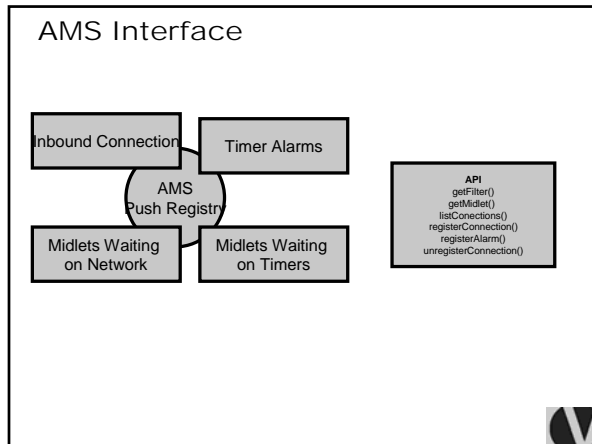 AMS Interface
Inbound Connection
Timer Alarms
AMS
Push Registry
Midlets Waiting
on Network
Midlets Waiting
on Timers
API
getFilter()
getMidlet()
listConections()
registerConnection()
registerAlarm()
unregisterConnection()